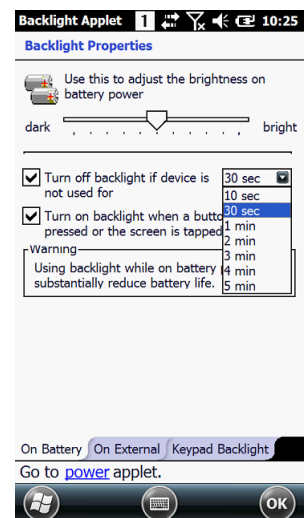 Backlight Applet 1 10:25
Backlight Properties
Use this to adjust the brightness on
battery power
dark bright
Turn off backlight if device is 30 sec
not used for
10 sec
30 sec
1 min
2 min
3 min
4 min
5 min
Turn on backlight when a butto
pressed or the screen is tapped
Warning
Using backlight while on battery
substantially reduce battery life.
On Battery On External Keypad Backlight
Go to power applet.
OK